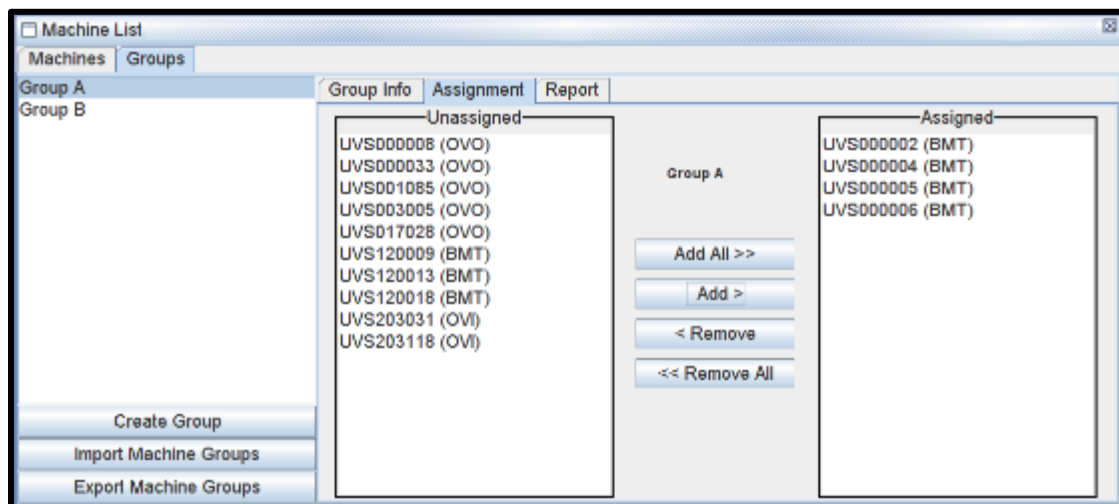 Machine List
Machines Groups
Group A
Group B
Create Group
Import Machine Groups
Export Machine Groups
Group Info Assignment Report
Unassigned
UVS000008 (OVO)
UVS000033 (OVO)
UVS001085 (OVO)
UVS003005 (OVO)
UVS017028 (OVO)
UVS120009 (BMT)
UVS120013 (BMT)
UVS120018 (BMT)
UVS203031 (OVI)
UVS203118 (OVI)
Group A
Add All >>
Add >
< Remove
<< Remove All
Assigned
UVS000002 (BMT)
UVS000004 (BMT)
UVS000005 (BMT)
UVS000006 (BMT)